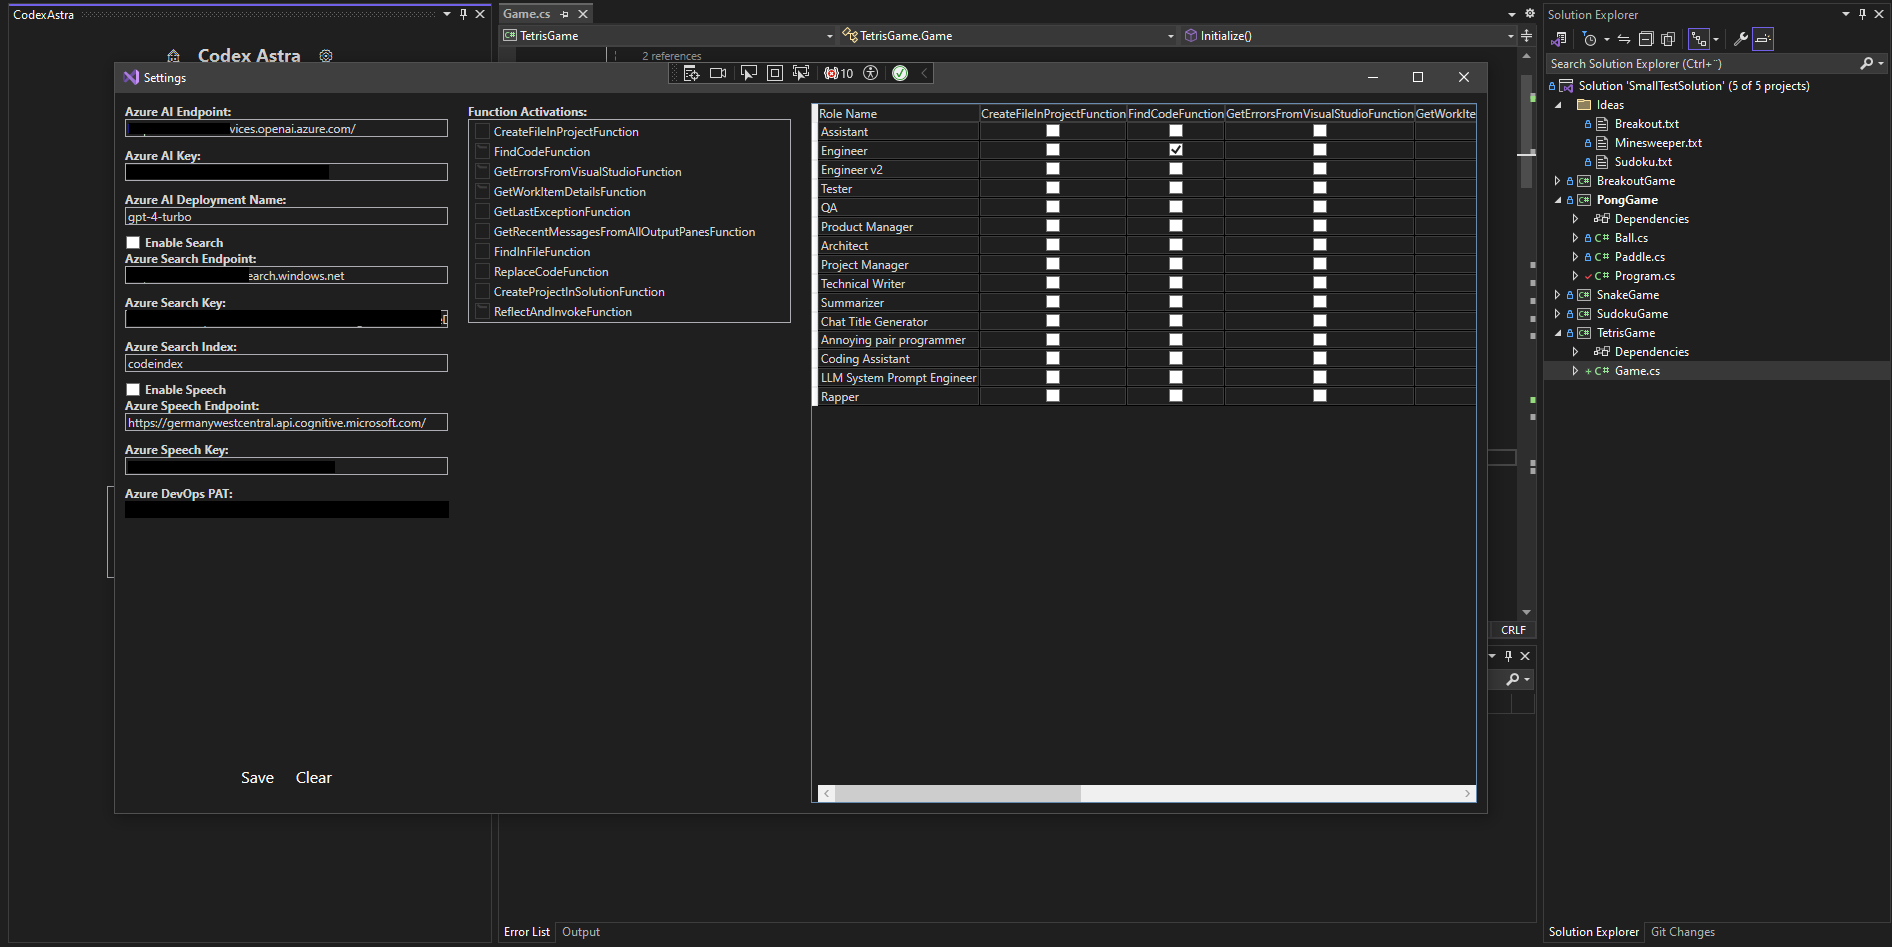 CodexAstra
Codex Astra
Game.cs
TetrisGame
TetrisGame.Game
Initialize()
2 references
Settings
10
Azure AI Endpoint:
vices.openai.azure.com/
Azure AI Key:
Azure AI Deployment Name:
gpt-4-turbo
Enable Search
Azure Search Endpoint:
earch.windows.net
Azure Search Key:
Azure Search Index:
codeindex
Enable Speech
Azure Speech Endpoint:
https://germanywestcentral.api.cognitive.microsoft.com/
Azure Speech Key:
Azure DevOps PAT:
Save Clear
Function Activations:
CreateFileInProjectFunction
FindCodeFunction
GetErrorsFromVisualStudioFunction
GetWorkItemDetailsFunction
GetLastExceptionFunction
GetRecentMessagesFromAllOutputPanesFunction
FindInFileFunction
ReplaceCodeFunction
CreateProjectInSolutionFunction
ReflectAndInvokeFunction
Role Name CreateFileInProjectFunction FindCodeFunction GetErrorsFromVisualStudioFunction GetWorkIte
Assistant
Engineer
Engineer v2
Tester
QA
Product Manager
Architect
Project Manager
Technical Writer
Summarizer
Chat Title Generator
Annoying pair programmer
Coding Assistant
LLM System Prompt Engineer
Rapper
CRLF
Error List Output
Solution Explorer
Search Solution Explorer (Ctrl+¨)
Solution 'SmallTestSolution' (5 of 5 projects)
Ideas
Breakout.txt
Minesweeper.txt
Sudoku.txt
C# BreakoutGame
C# PongGame
Dependencies
C# Ball.cs
C# Paddle.cs
C# Program.cs
C# SnakeGame
C# SudokuGame
C# TetrisGame
Dependencies
+ C# Game.cs
Solution Explorer Git Changes